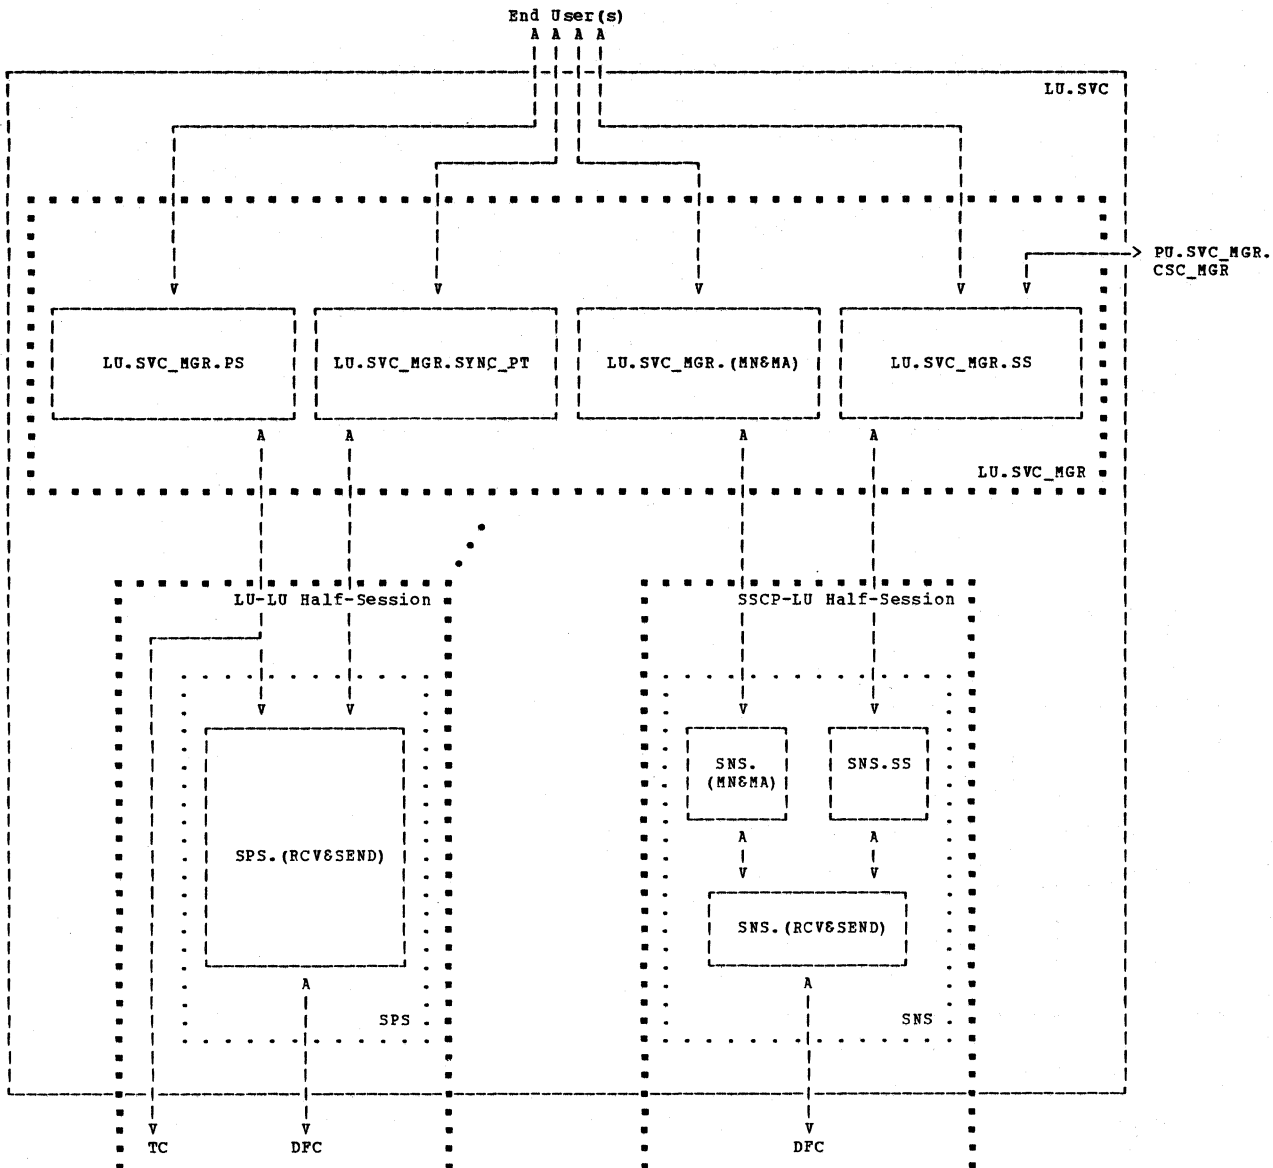 End User(s)
LU.SVC
PU.SVC_MGR.
CSC_MGR
LU.SVC_MGR.PS
LU.SVC_MGR.SYNC_PT
LU.SVC_MGR.(MN&MA)
LU.SVC_MGR.SS
LU.SVC_MGR
LU-LU Half-Session
SSCP-LU Half-Session
SNS.
(MN&MA)
SNS.SS
SPS.(RCV&SEND)
SNS.(RCV&SEND)
SPS
SNS
TC
DFC
DFC